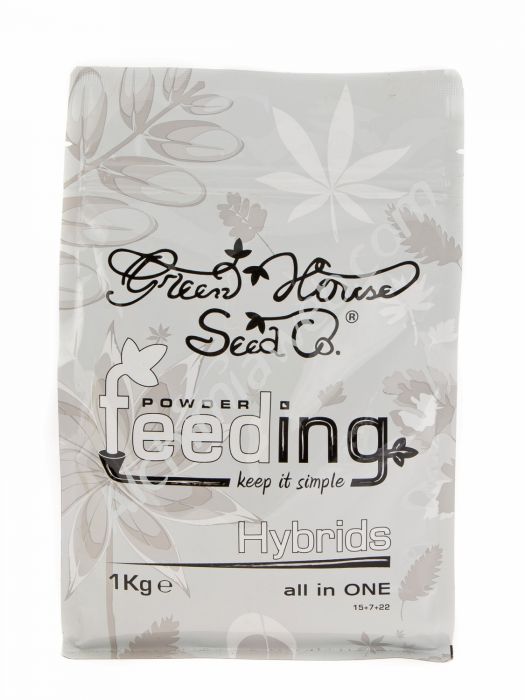 Green House
Seed Co.®
POWDER
feeding
keep it simple
Hybrids
1Kg ℮
all in ONE
15+7+22